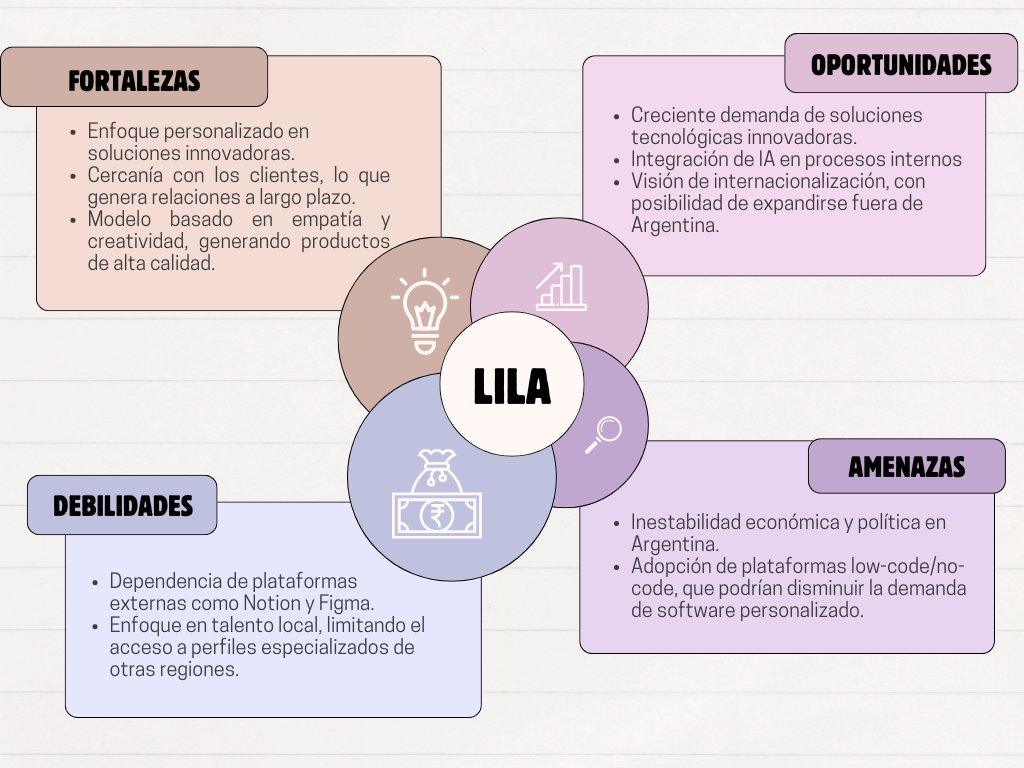 FORTALEZAS
• Enfoque personalizado en
soluciones innovadoras.
• Cercanía con los clientes, lo que
genera relaciones a largo plazo.
• Modelo basado en empatía y
creatividad, generando productos
de alta calidad.
OPORTUNIDADES
• Creciente demanda de soluciones
tecnológicas innovadoras.
• Integración de IA en procesos internos
• Visión de internacionalización, con
posibilidad de expandirse fuera de
Argentina.
LILA
₹
DEBILIDADES
• Dependencia de plataformas
externas como Notion y Figma.
• Enfoque en talento local, limitando el
acceso a perfiles especializados de
otras regiones.
AMENAZAS
• Inestabilidad económica y política en
Argentina.
• Adopción de plataformas low-code/no-
code, que podrían disminuir la demanda
de software personalizado.